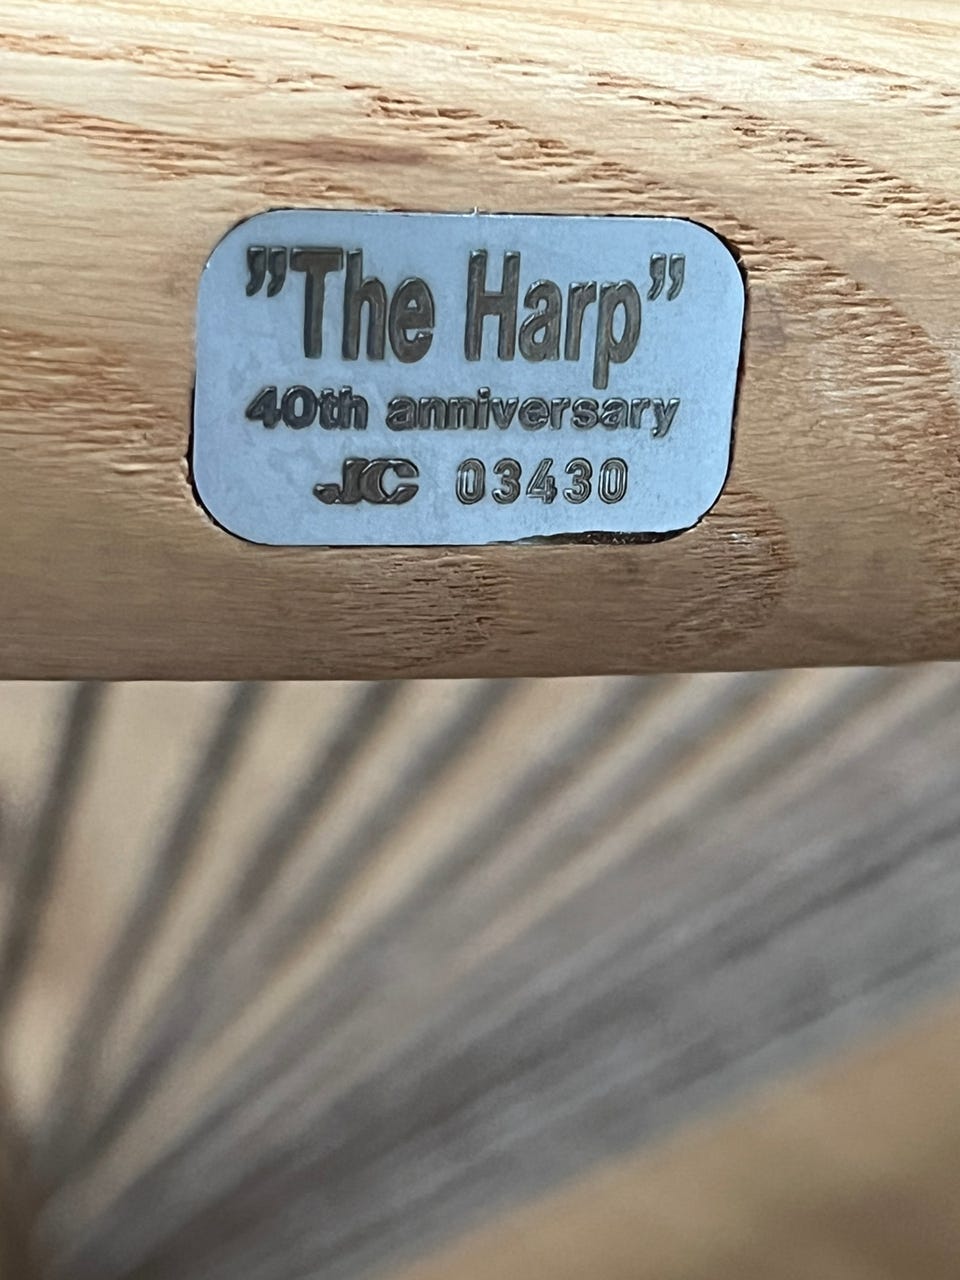 ”The Harp”
40th anniversary
JC 03430